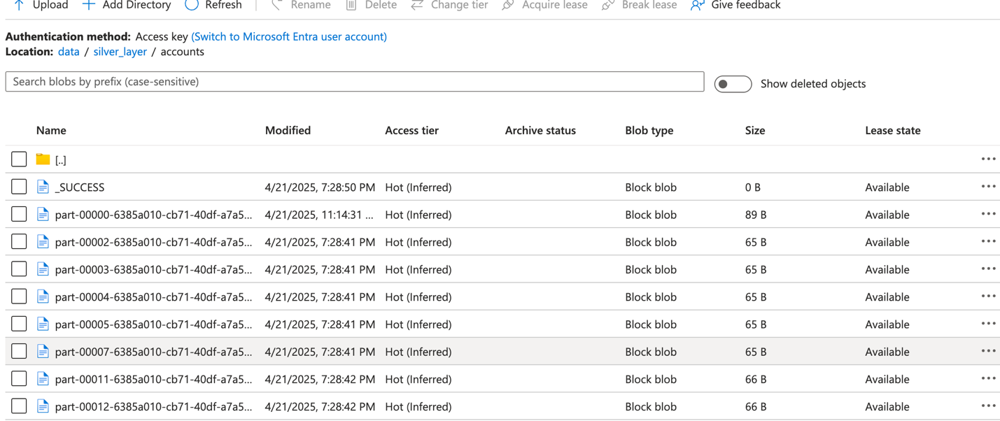 Upload Add Directory Refresh Rename Delete Change tier Acquire lease Break lease Give feedback
Authentication method: Access key (Switch to Microsoft Entra user account)
Location: data / silver_layer / accounts
Search blobs by prefix (case-sensitive) Show deleted objects
Name Modified Access tier Archive status Blob type Size Lease state
[..]
_SUCCESS 4/21/2025, 7:28:50 PM Hot (Inferred) Block blob 0 B Available
part-00000-6385a010-cb71-40df-a7a5... 4/21/2025, 11:14:31 ... Hot (Inferred) Block blob 89 B Available
part-00002-6385a010-cb71-40df-a7a5... 4/21/2025, 7:28:41 PM Hot (Inferred) Block blob 65 B Available
part-00003-6385a010-cb71-40df-a7a5... 4/21/2025, 7:28:41 PM Hot (Inferred) Block blob 65 B Available
part-00004-6385a010-cb71-40df-a7a5... 4/21/2025, 7:28:41 PM Hot (Inferred) Block blob 65 B Available
part-00005-6385a010-cb71-40df-a7a5... 4/21/2025, 7:28:41 PM Hot (Inferred) Block blob 65 B Available
part-00007-6385a010-cb71-40df-a7a5... 4/21/2025, 7:28:41 PM Hot (Inferred) Block blob 65 B Available
part-00011-6385a010-cb71-40df-a7a5... 4/21/2025, 7:28:42 PM Hot (Inferred) Block blob 66 B Available
part-00012-6385a010-cb71-40df-a7a5... 4/21/2025, 7:28:42 PM Hot (Inferred) Block blob 66 B Available